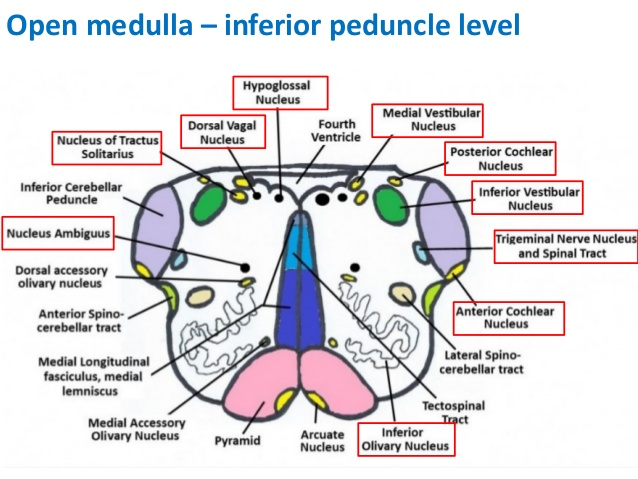 Open medulla – inferior peduncle level
Hypoglossal
Nucleus
Dorsal Vagal
Nucleus
Fourth
Ventricle
Medial Vestibular
Nucleus
Nucleus of Tractus
Solitarius
Posterior Cochlear
Nucleus
Inferior Cerebellar
Peduncle
Inferior Vestibular
Nucleus
Nucleus Ambiguus
Trigeminal Nerve Nucleus
and Spinal Tract
Dorsal accessory
olivary nucleus
Anterior Spino-
cerebellar tract
Anterior Cochlear
Nucleus
Medial Longitudinal
fasciculus, medial
lemniscus
Lateral Spino-
cerebellar tract
Medial Accessory
Olivary Nucleus
Pyramid
Arcuate
Nucleus
Inferior
Olivary Nucleus
Tectospinal
Tract